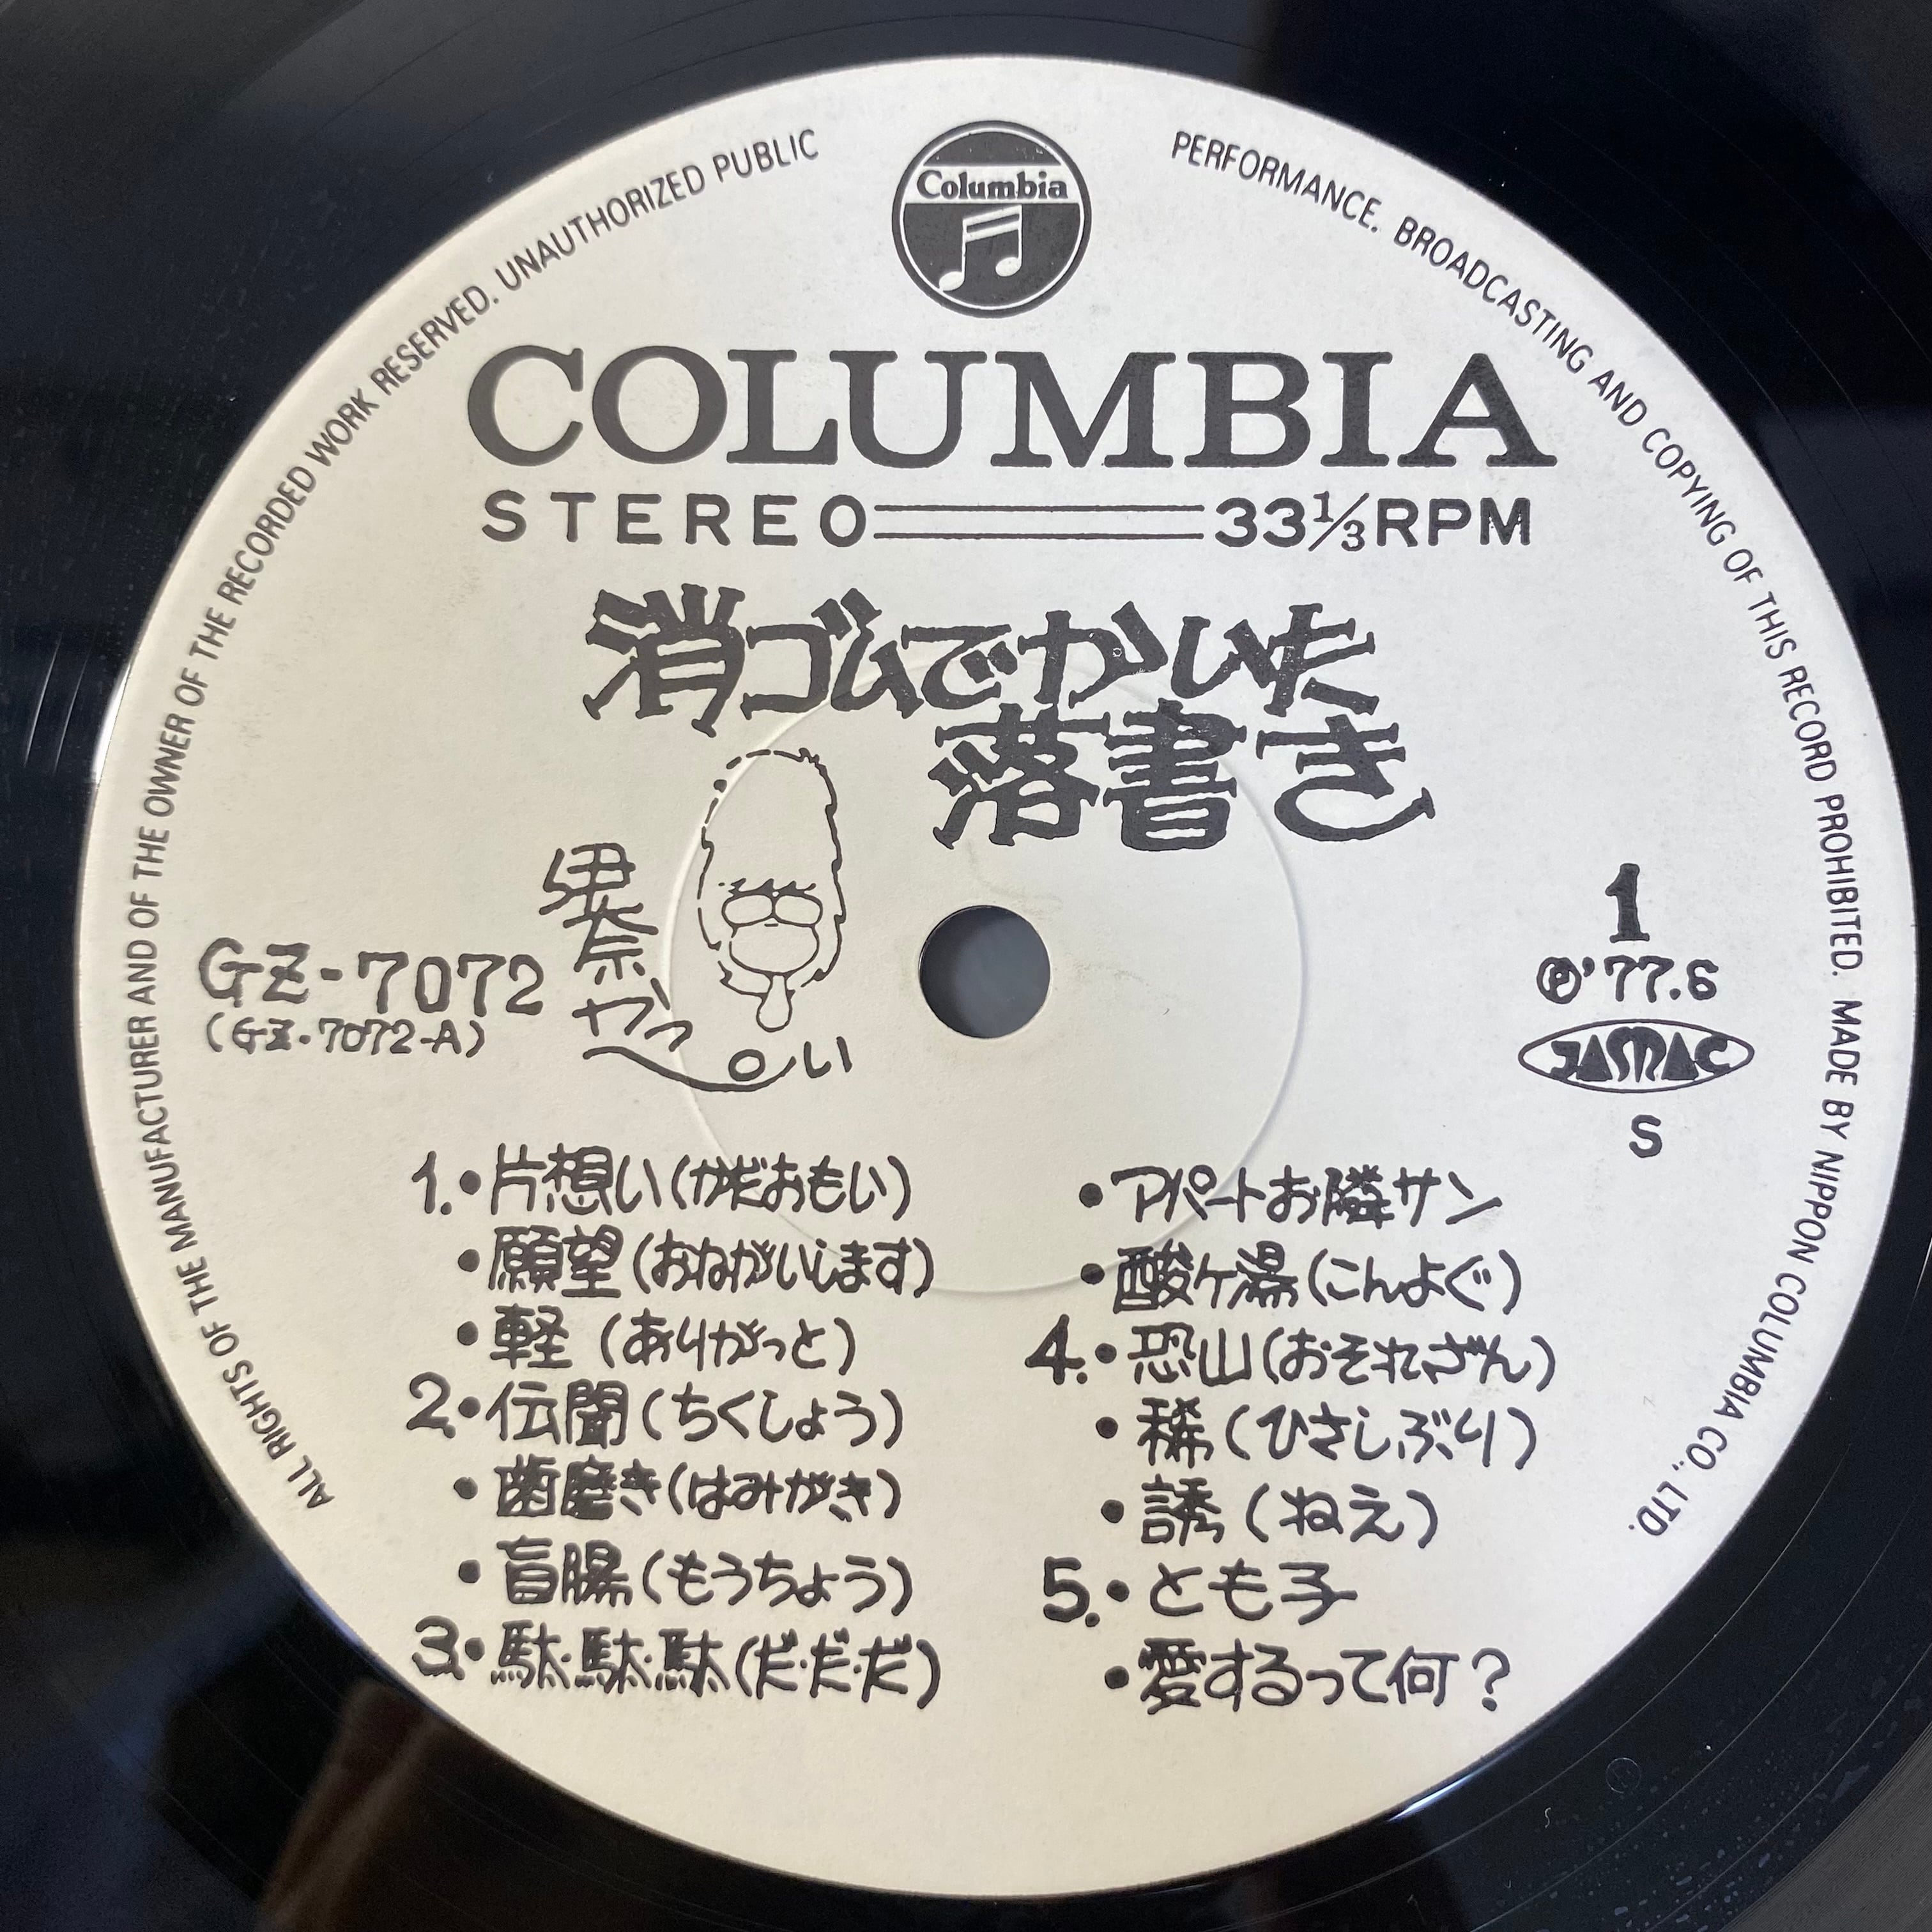 ALL RIGHTS OF THE MANUFACTURER AND OF THE OWNER OF THE RECORDED WORK RESERVED. UNAUTHORIZED PUBLIC PERFORMANCE. BROADCASTING AND COPYING OF THIS RECORD PROHIBITED. MADE BY NIPPON COLUMBIA CO., LTD.
Columbia
COLUMBIA
STEREO 33⅓RPM
消ゴムでかいた
落書き
GZ-7072
(GZ・7072-A)
1
Ⓟ'77.6
JASRAC
S
1.・片想い(かだおもい)
・願望(おねがいします)
・軽(ありがっと)
2.・伝聞(ちくしょう)
・歯磨き(はみがき)
・盲腸(もうちょう)
3.・駄・駄・駄(だ・だ・だ)
・アパートお隣サン
・酸ケ湯(こんよぐ)
4.・恐山(おそれざん)
・稀(ひさしぶり)
・誘(ねえ)
5.・とも子
・愛するって何?